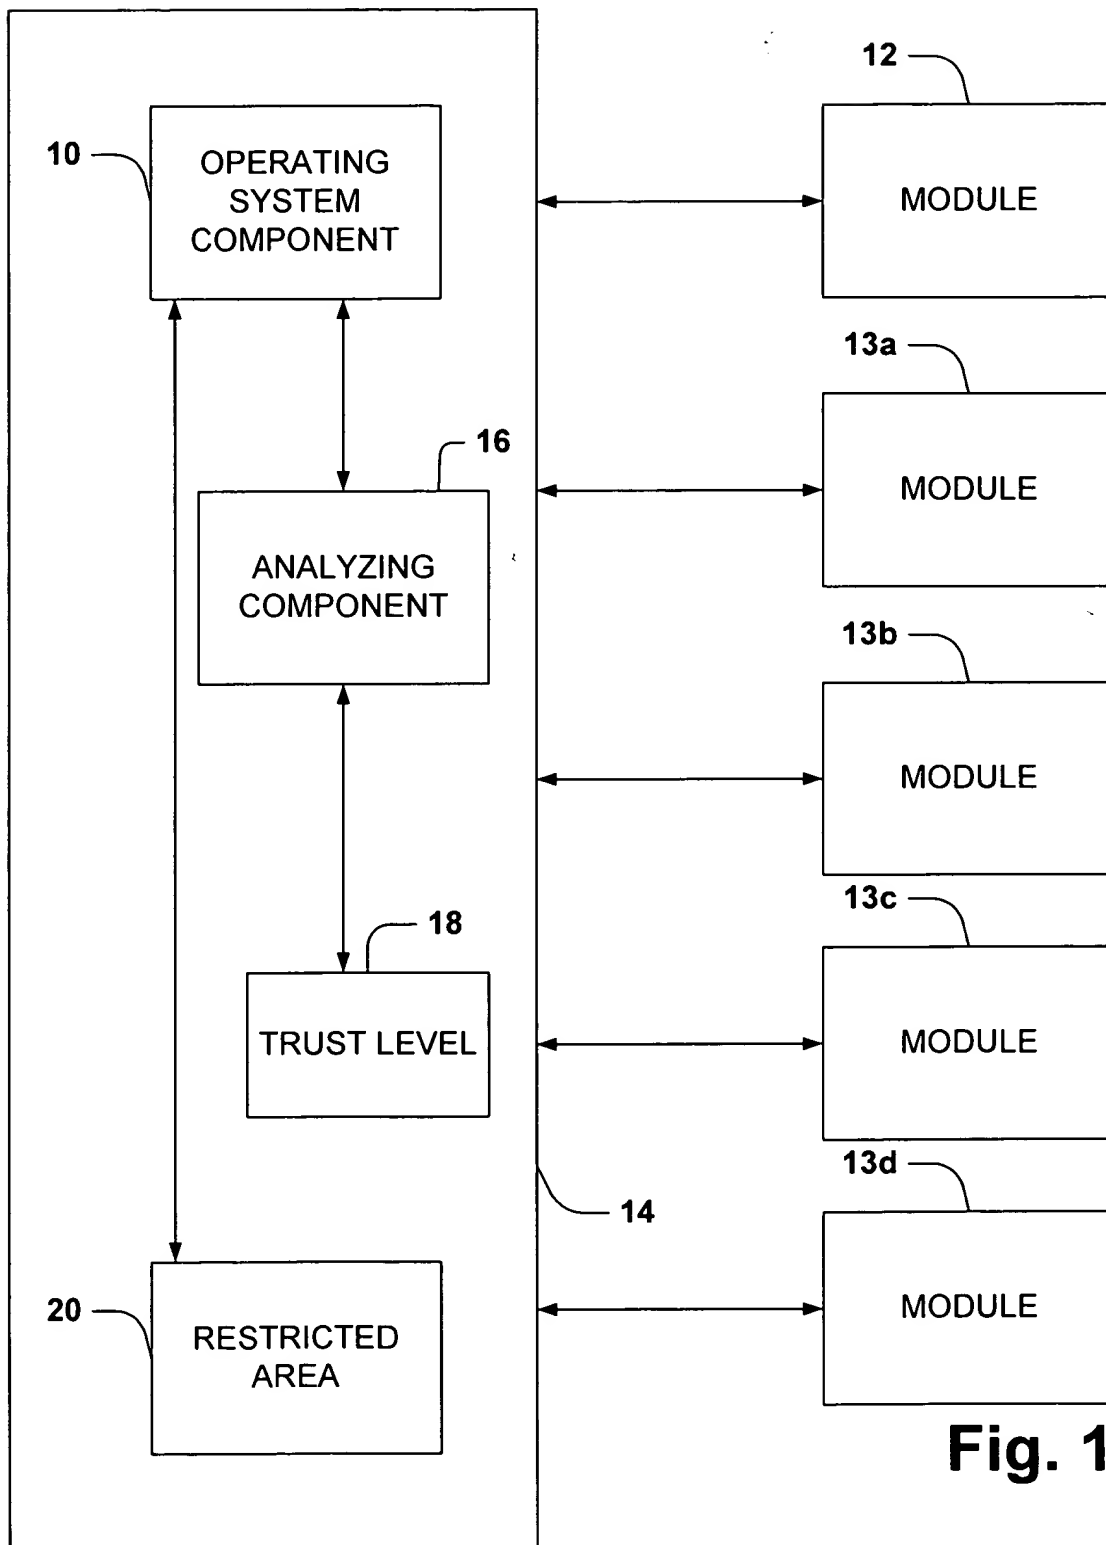 10
OPERATING
SYSTEM
COMPONENT
16
ANALYZING
COMPONENT
18
TRUST LEVEL
14
20
RESTRICTED
AREA
12
MODULE
13a
MODULE
13b
MODULE
13c
MODULE
13d
MODULE
Fig. 1